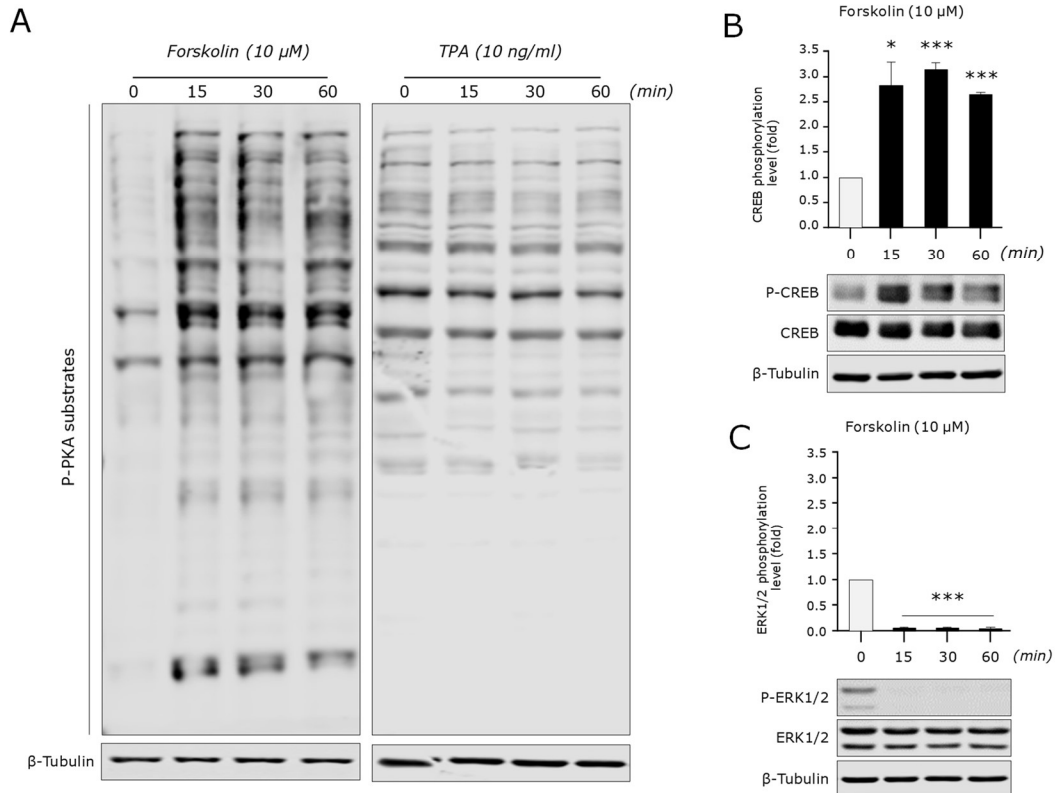 A
Forskolin (10 µM)
TPA (10 ng/ml)
0 15 30 60 0 15 30 60 (min)
P-PKA substrates
β-Tubulin
B
Forskolin (10 µM)
CREB phosphorylation
level (fold)
3.5
3.0
2.5
2.0
1.5
1.0
0.5
0.0
* *** ***
0 15 30 60 (min)
P-CREB
CREB
β-Tubulin
C
Forskolin (10 µM)
ERK1/2 phosphorylation
level (fold)
3.5
3.0
2.5
2.0
1.5
1.0
0.5
0.0
***
0 15 30 60 (min)
P-ERK1/2
ERK1/2
β-Tubulin